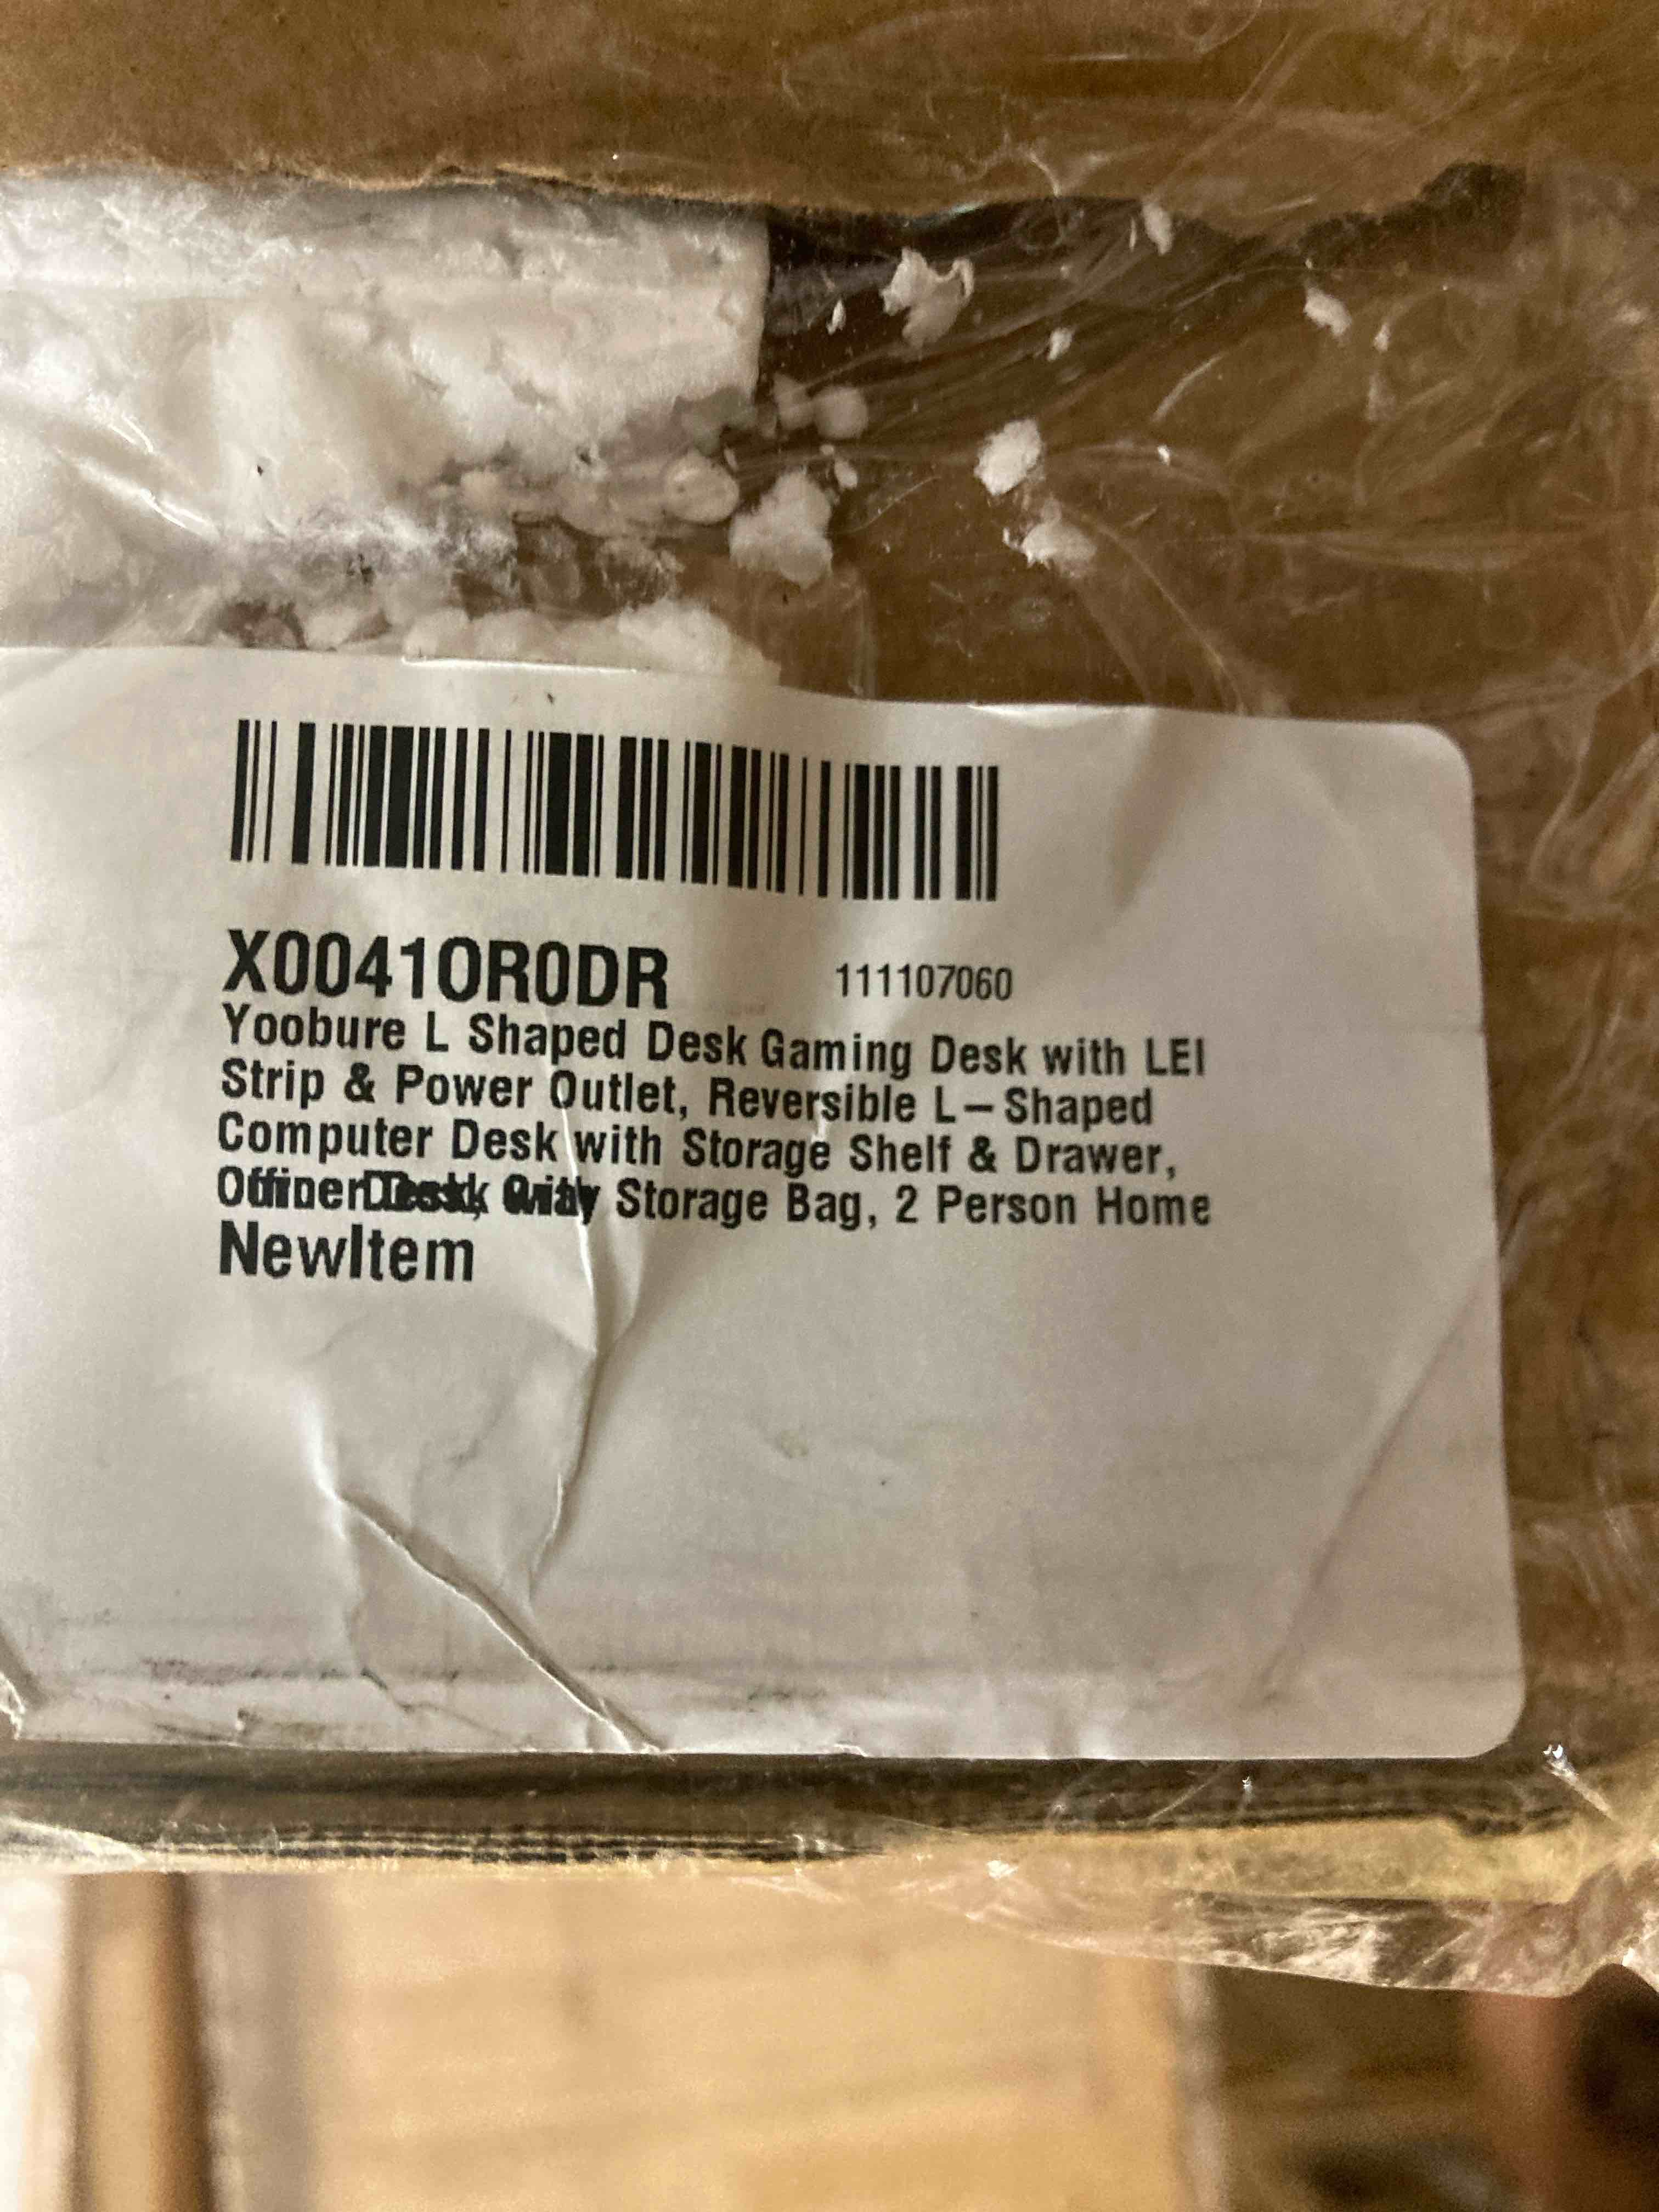 X0041OR0DR 111107060
Yoobure L Shaped Desk Gaming Desk with LEI
Strip & Power Outlet, Reversible L-Shaped
Computer Desk with Storage Shelf & Drawer,
Storage Bag, 2 Person Home
NewItem